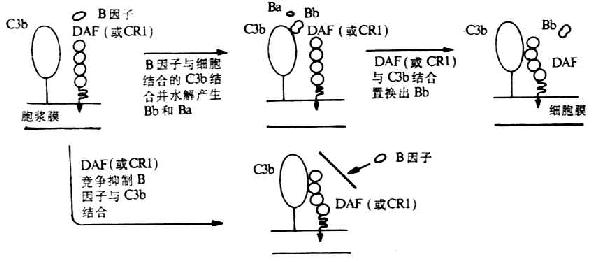 B因子
C3b
DAF(或CR1)
胞浆膜
B因子与细胞
结合的C3b结
合并水解产生
Bb和Ba
Ba
Bb
C3b
DAF(或CR1)
DAF(或 CR1)
与C3b结合
置换出Bb
C3b
Bb
DAF
细胞膜
DAF(或CR1)
竞争抑制B
因子与C3b
结合
C3b
B因子
DAF(或CR1)